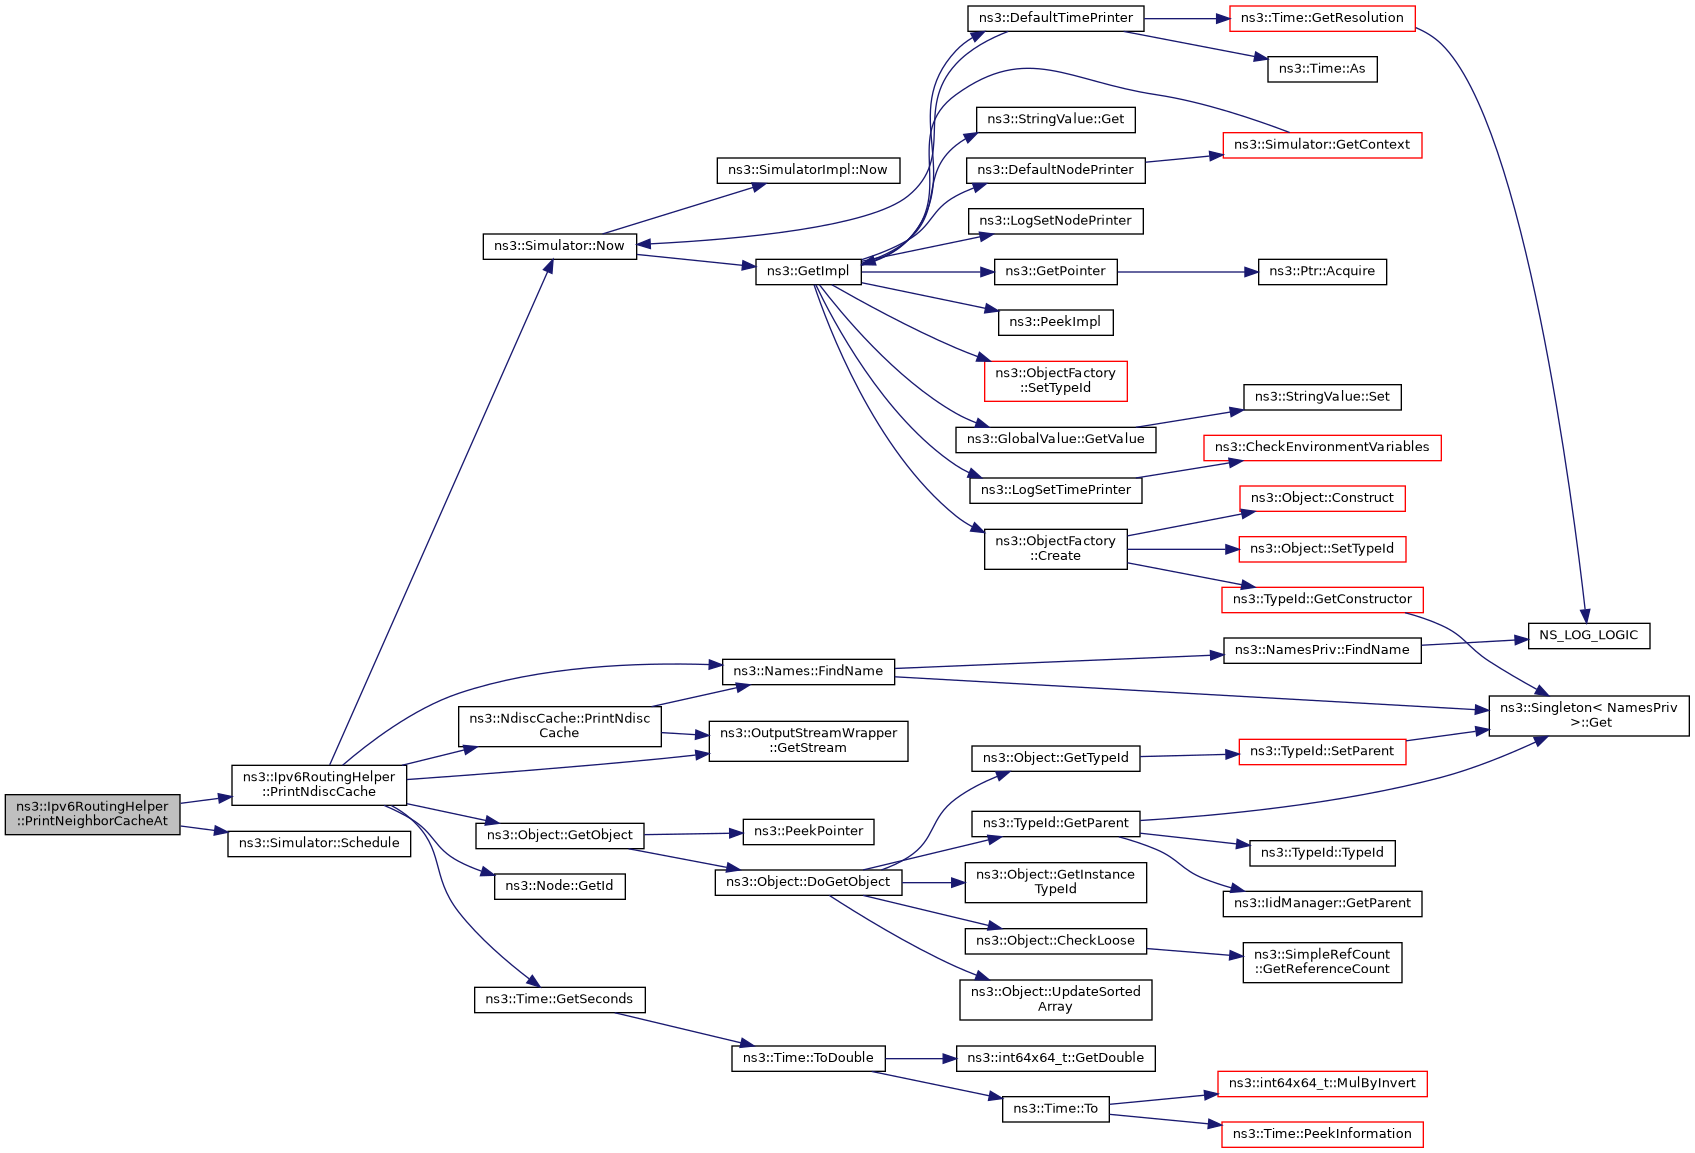 ns3::DefaultTimePrinter
ns3::Time::GetResolution
ns3::Time::As
ns3::StringValue::Get
ns3::Simulator::GetContext
ns3::SimulatorImpl::Now
ns3::DefaultNodePrinter
ns3::LogSetNodePrinter
ns3::Simulator::Now
ns3::GetImpl
ns3::GetPointer
ns3::Ptr::Acquire
ns3::PeekImpl
ns3::ObjectFactory
::SetTypeId
ns3::StringValue::Set
ns3::GlobalValue::GetValue
ns3::CheckEnvironmentVariables
ns3::LogSetTimePrinter
ns3::Object::Construct
ns3::ObjectFactory
::Create
ns3::Object::SetTypeId
ns3::TypeId::GetConstructor
NS_LOG_LOGIC
ns3::NamesPriv::FindName
ns3::Names::FindName
ns3::Singleton< NamesPriv
>::Get
ns3::NdiscCache::PrintNdisc
Cache
ns3::OutputStreamWrapper
::GetStream
ns3::Object::GetTypeId
ns3::TypeId::SetParent
ns3::Ipv6RoutingHelper
::PrintNdiscCache
ns3::Ipv6RoutingHelper
::PrintNeighborCacheAt
ns3::Simulator::Schedule
ns3::Object::GetObject
ns3::PeekPointer
ns3::TypeId::GetParent
ns3::TypeId::TypeId
ns3::Node::GetId
ns3::Object::DoGetObject
ns3::Object::GetInstance
TypeId
ns3::IidManager::GetParent
ns3::Object::CheckLoose
ns3::SimpleRefCount
::GetReferenceCount
ns3::Time::GetSeconds
ns3::Object::UpdateSorted
Array
ns3::Time::ToDouble
ns3::int64x64_t::GetDouble
ns3::int64x64_t::MulByInvert
ns3::Time::To
ns3::Time::PeekInformation